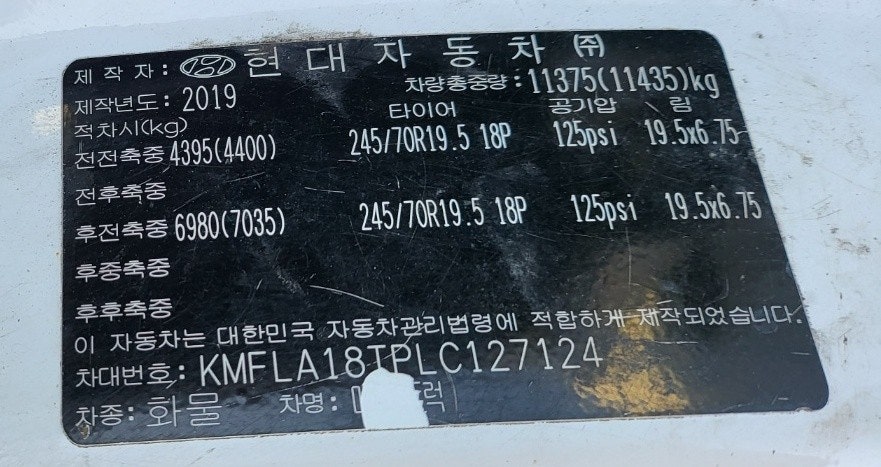 제작자: 현대자동차㈜
제작년도: 2019 차량총중량: 11375(11435)kg
적차시(kg) 타이어 공기압 림
전전축중 4395(4400) 245/70R19.5 18P 125psi 19.5x6.75
전후축중
후전축중 6980(7035) 245/70R19.5 18P 125psi 19.5x6.75
후중축중
후후축중
이 자동차는 대한민국 자동차관리법령에 적합하게 제작되었습니다.
차대번호: KMFLA18TPLC127124
차종: 화물 차명: